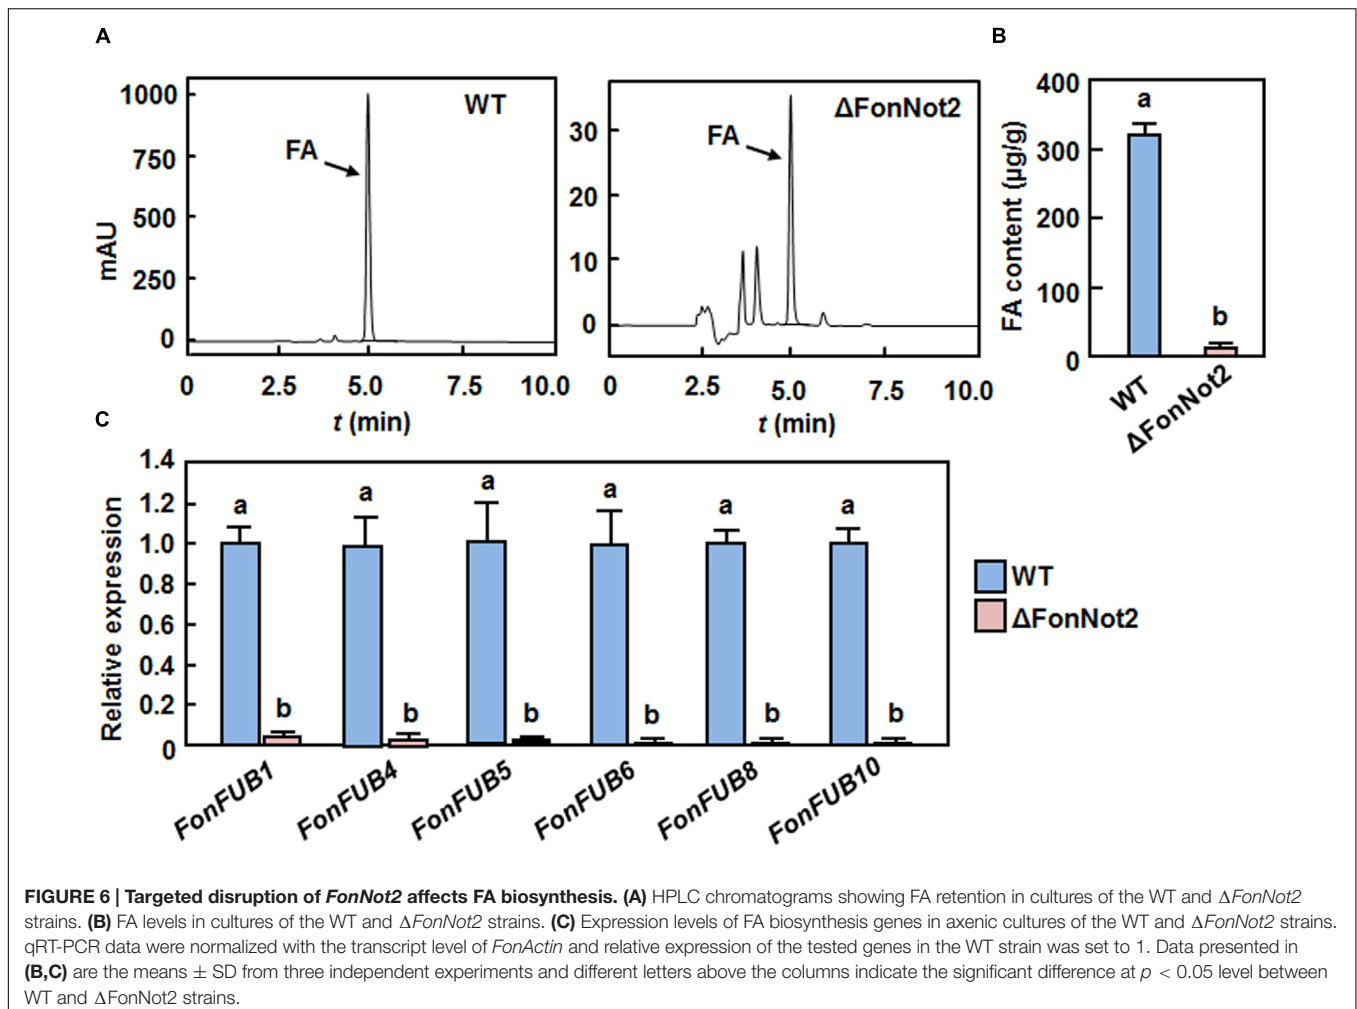 A
B
1000
750
500
250
0
mAU
WT
FA
0 2.5 5.0 7.5 10.0
t (min)
30
20
10
0
ΔFonNot2
FA
0 2.5 5.0 7.5 10.0
t (min)
400
300
200
100
0
FA content (µg/g)
a
b
WT
ΔFonNot2
C
1.4
1.2
1.0
0.8
0.6
0.4
0.2
0
Relative expression
a a a a a a
b b b b b b
FonFUB1 FonFUB4 FonFUB5 FonFUB6 FonFUB8 FonFUB10
WT
ΔFonNot2
FIGURE 6 | Targeted disruption of FonNot2 affects FA biosynthesis. (A) HPLC chromatograms showing FA retention in cultures of the WT and ΔFonNot2
strains. (B) FA levels in cultures of the WT and ΔFonNot2 strains. (C) Expression levels of FA biosynthesis genes in axenic cultures of the WT and ΔFonNot2 strains.
qRT-PCR data were normalized with the transcript level of FonActin and relative expression of the tested genes in the WT strain was set to 1. Data presented in
(B,C) are the means ± SD from three independent experiments and different letters above the columns indicate the significant difference at p < 0.05 level between
WT and ΔFonNot2 strains.